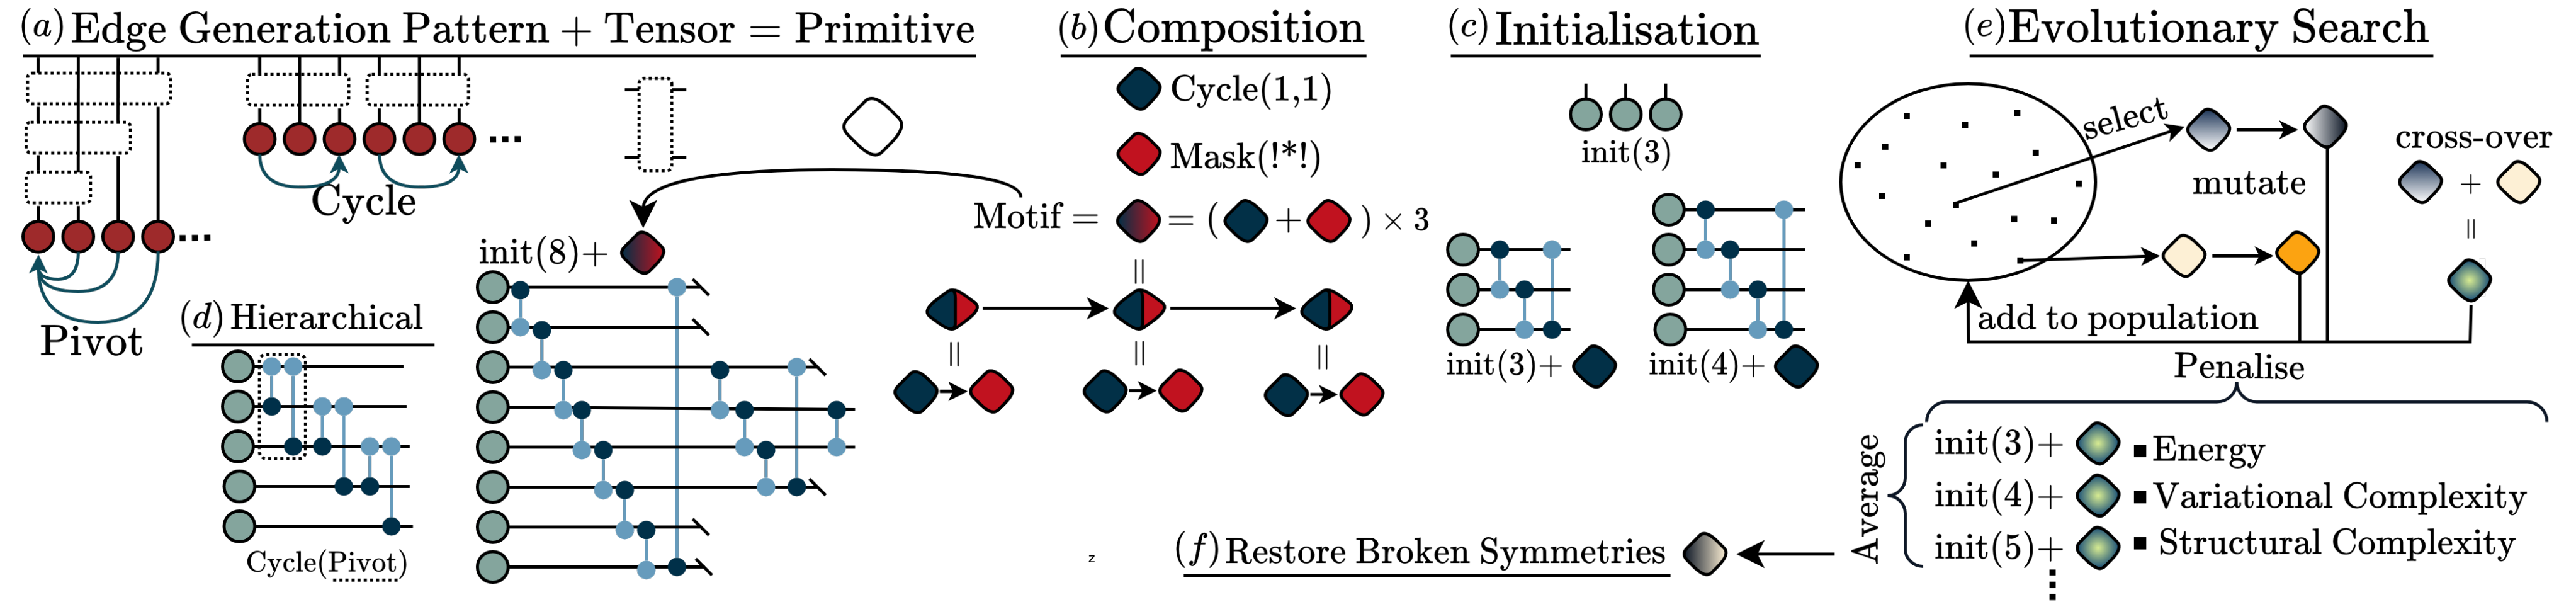 (a) Edge Generation Pattern + Tensor = Primitive
Pivot
Cycle
...
...
(b) Composition
Cycle(1,1)
Mask(!*!)
Motif = = ( + ) × 3
=
=
=
=
(c) Initialisation
init(3)
init(3)+
init(4)+
(d) Hierarchical
Cycle(Pivot)
init(8)+
(e) Evolutionary Search
select
mutate
cross-over
+
=
add to population
Penalise
Average
init(3)+
init(4)+
init(5)+
⋮
▪ Energy
▪ Variational Complexity
▪ Structural Complexity
(f) Restore Broken Symmetries
z